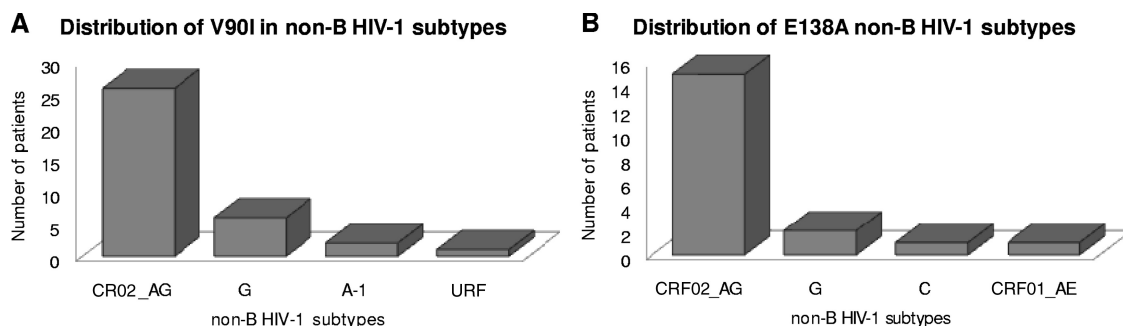 A Distribution of V90I in non-B HIV-1 subtypes
Number of patients
30
25
20
15
10
5
0
CR02_AG G A-1 URF
non-B HIV-1 subtypes
B Distribution of E138A non-B HIV-1 subtypes
Number of patients
16
14
12
10
8
6
4
2
0
CRF02_AG G C CRF01_AE
non-B HIV-1 subtypes